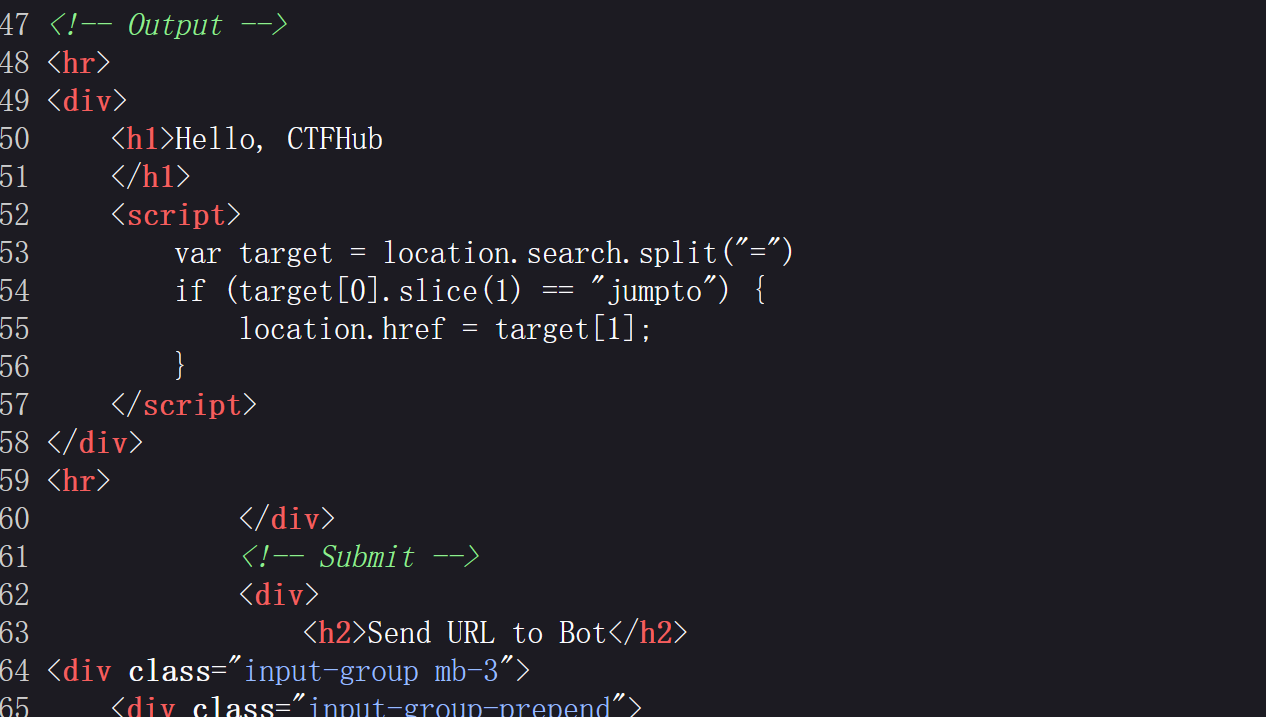 47 <!-- Output -->
48 <hr>
49 <div>
50     <h1>Hello, CTFHub
51     </h1>
52     <script>
53         var target = location.search.split("=")
54         if (target[0].slice(1) == "jumpto") {
55             location.href = target[1];
56         }
57     </script>
58 </div>
59 <hr>
60             </div>
61             <!-- Submit -->
62             <div>
63                 <h2>Send URL to Bot</h2>
64 <div class="input-group mb-3">
65     <div class="input-group-prepend">